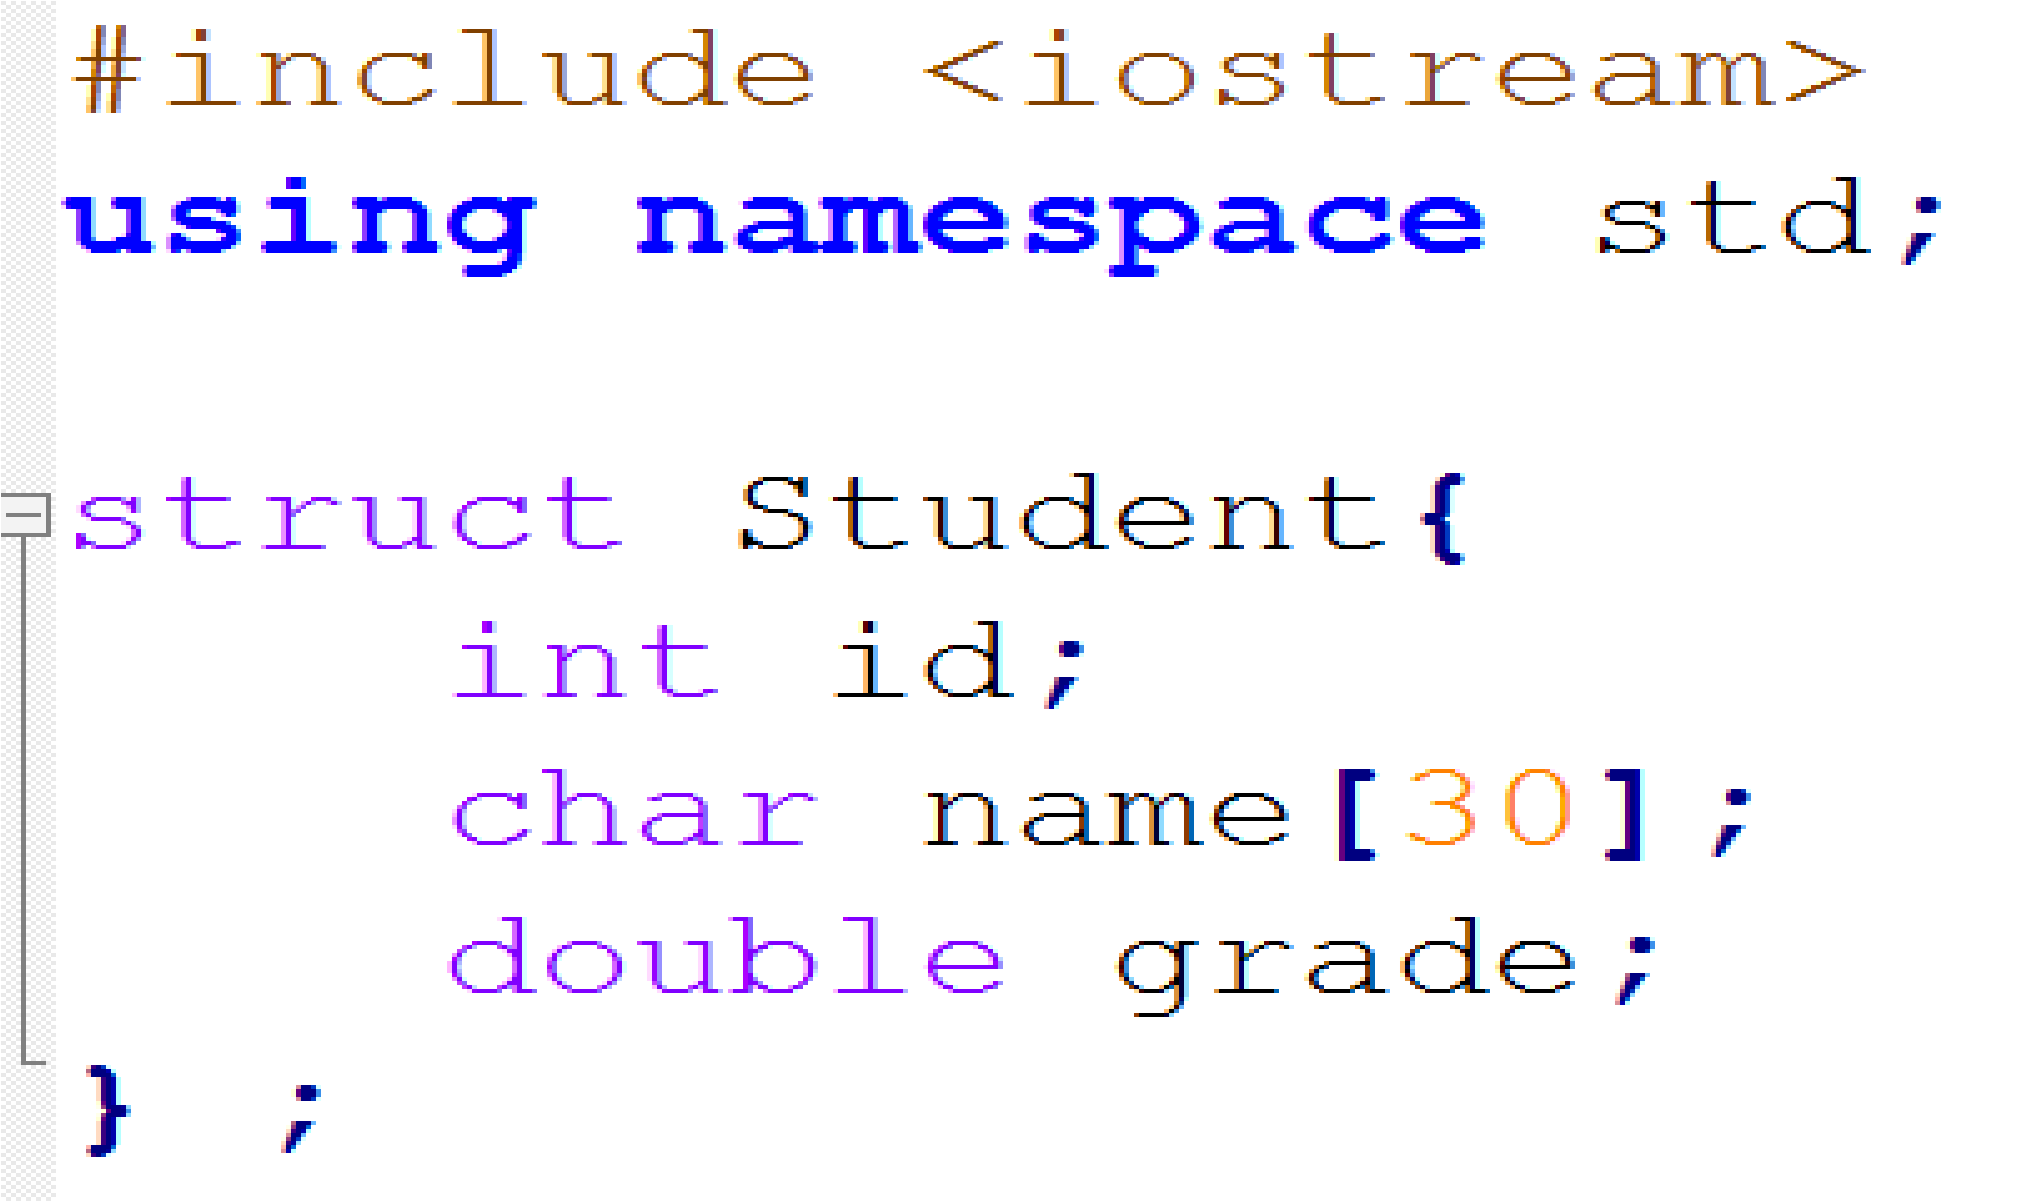 #include <iostream>
using namespace std;
struct Student{
    int id;
    char name[30];
    double grade;
} ;